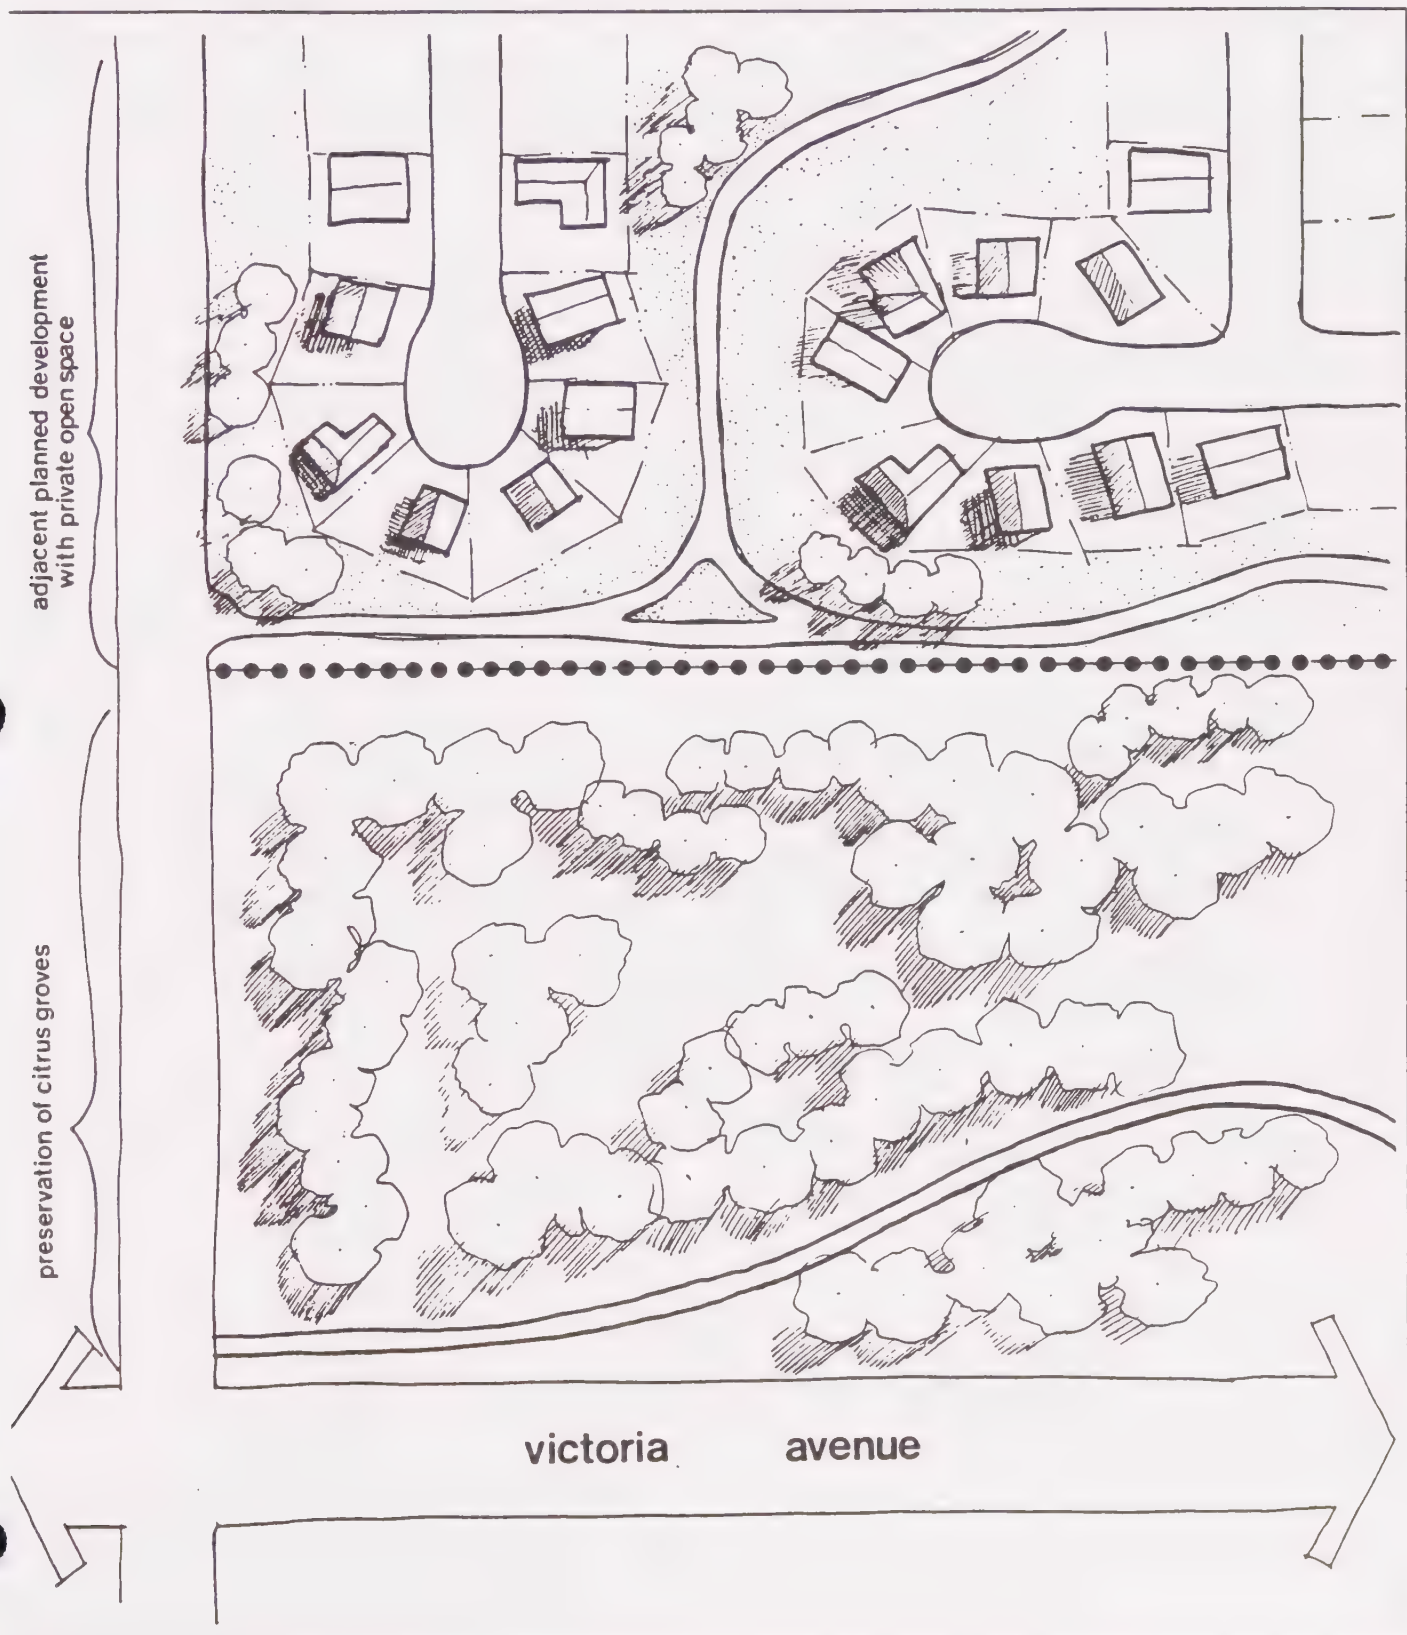 adjacent planned development
with private open space
preservation of citrus groves
victoria avenue